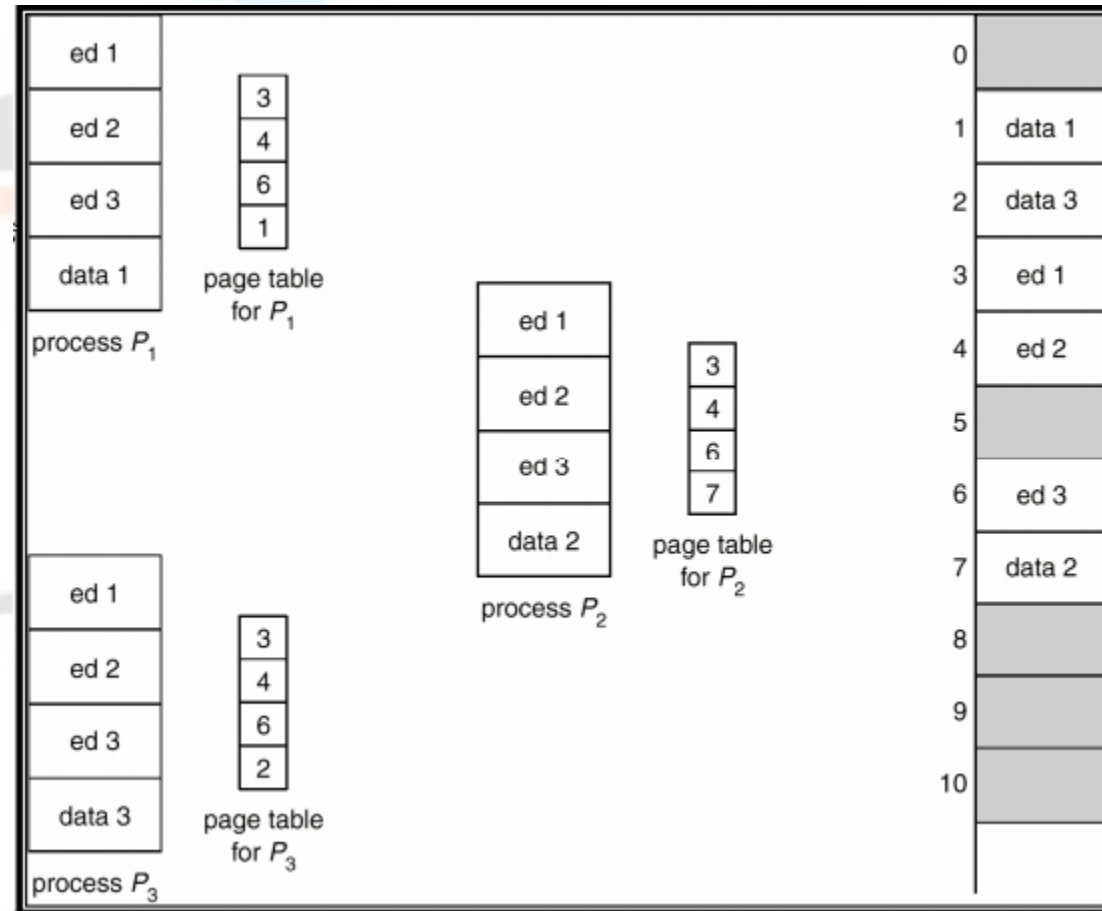 ed 1
ed 2
ed 3
data 1
process P1
3
4
6
1
page table
for P1
ed 1
ed 2
ed 3
data 2
process P2
3
4
6
7
page table
for P2
ed 1
ed 2
ed 3
data 3
process P3
3
4
6
2
page table
for P3
0
1 data 1
2 data 3
3 ed 1
4 ed 2
5
6 ed 3
7 data 2
8
9
10